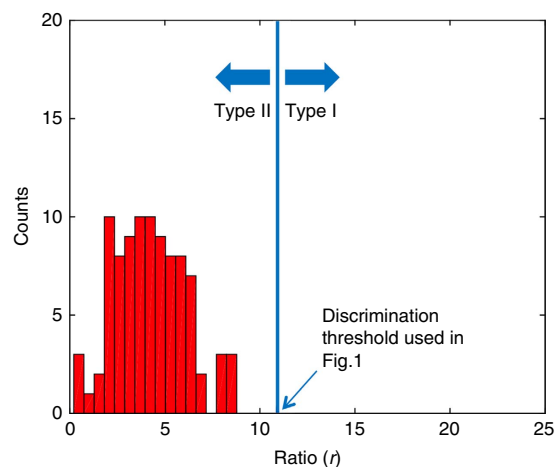 20
15
10
5
0
Counts
Type II
Type I
Discrimination
threshold used in
Fig.1
0
5
10
15
20
25
Ratio (r)